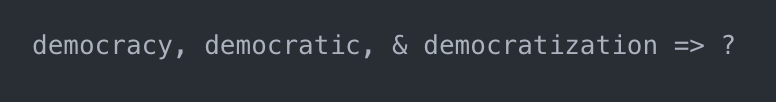 democracy, democratic, & democratization => ?